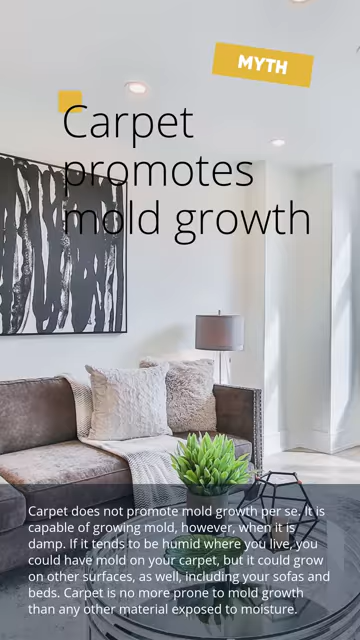 MYTH
Carpet
promotes
mold growth
Carpet does not promote mold growth per se. It is
capable of growing mold, however, when it is
damp. If it tends to be humid where you live, you
could have mold on your carpet, but it could grow
on other surfaces, as well, including your sofas and
beds. Carpet is no more prone to mold growth
than any other material exposed to moisture.